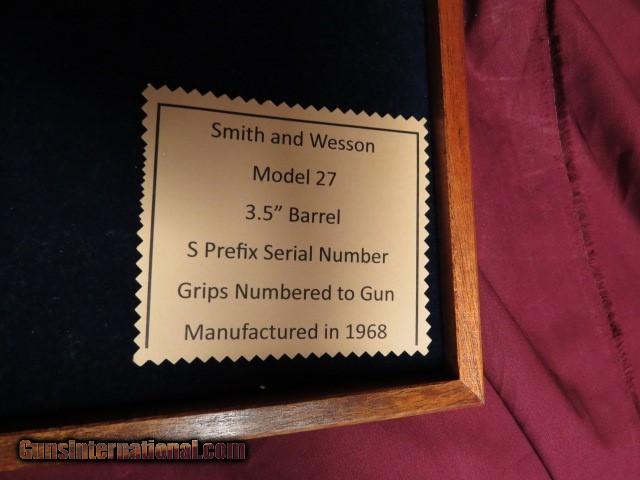 Smith and Wesson
Model 27
3.5” Barrel
S Prefix Serial Number
Grips Numbered to Gun
Manufactured in 1968
GunsInternational.com